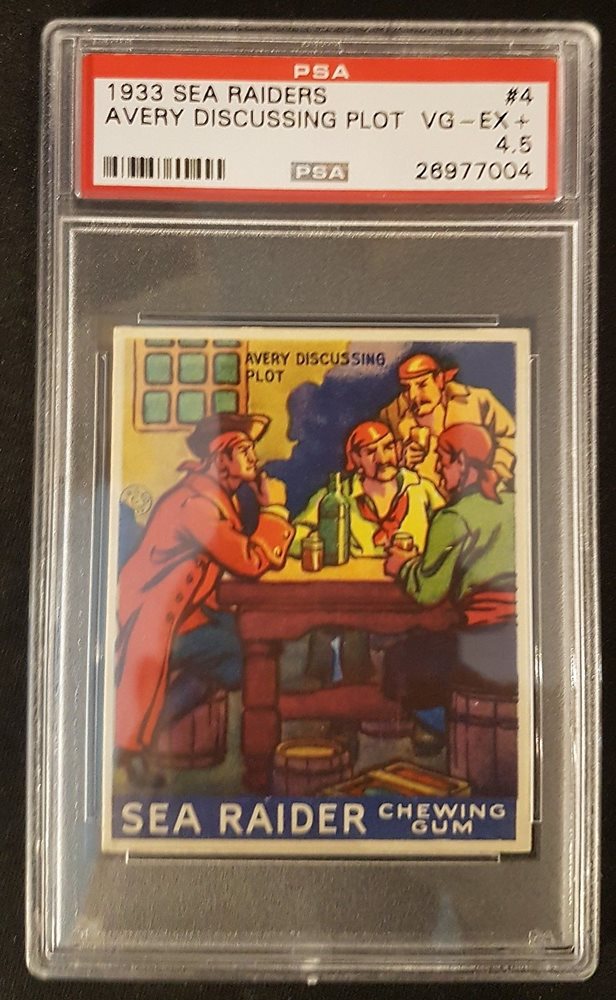 PSA
1933 SEA RAIDERS #4
AVERY DISCUSSING PLOT VG-EX+
4.5
PSA 26977004
AVERY DISCUSSING
PLOT
SEA RAIDER CHEWING
GUM